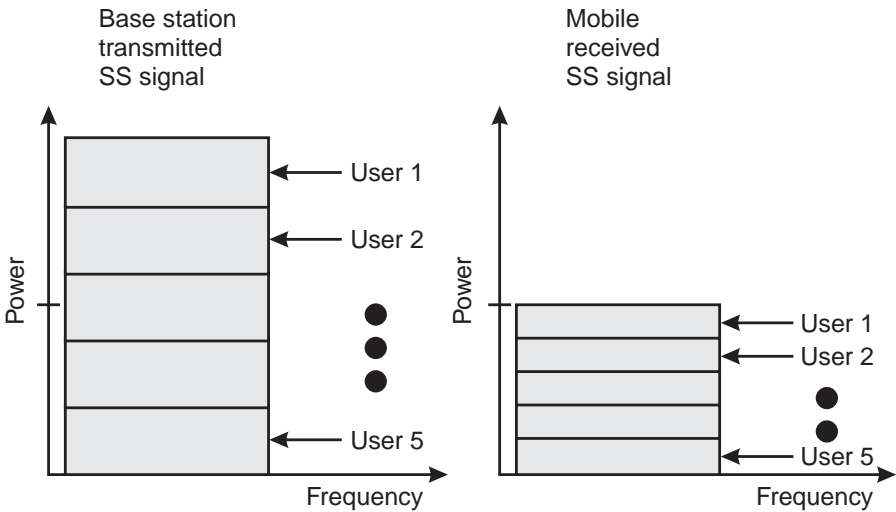 Base station
transmitted
SS signal
User 1
User 2
User 5
Power
Frequency
Mobile
received
SS signal
User 1
User 2
User 5
Power
Frequency